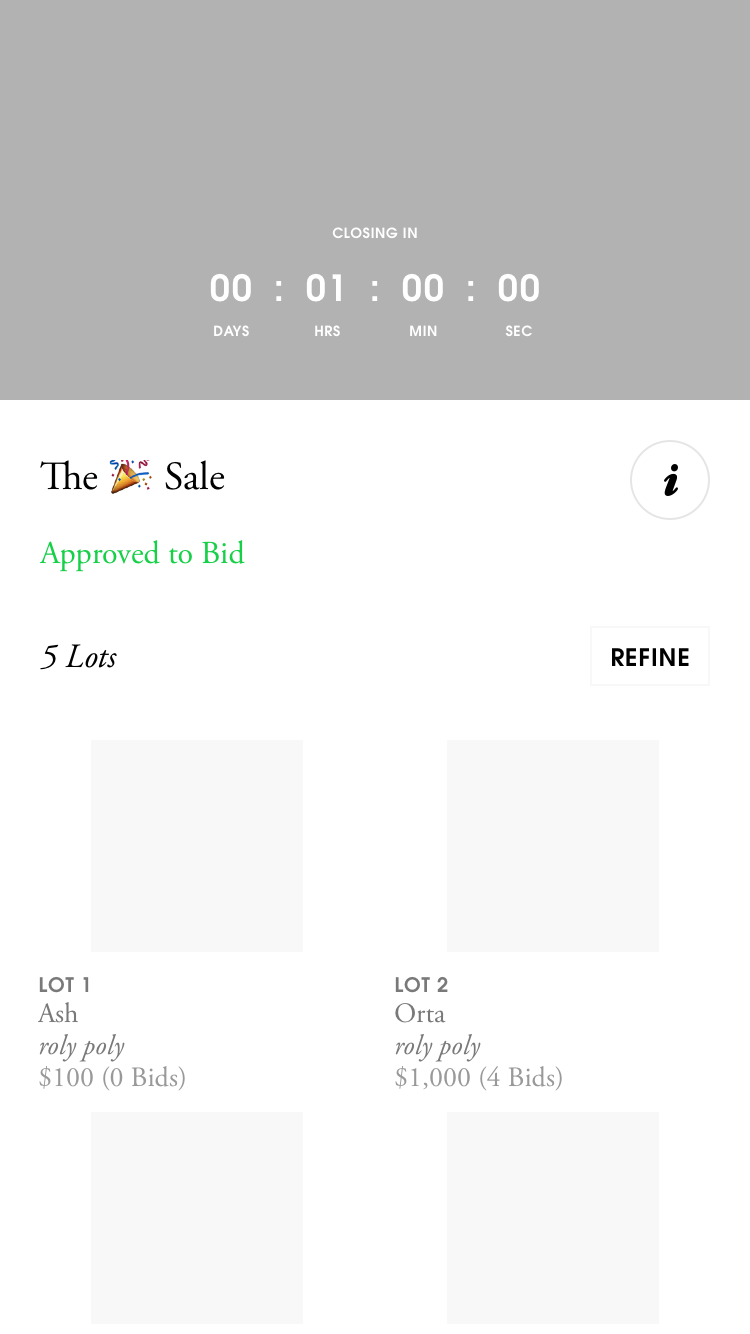 CLOSING IN
00 : 01 : 00 : 00
DAYS HRS MIN SEC
The 🎉 Sale
i
Approved to Bid
5 Lots
REFINE
LOT 1
Ash
roly poly
$100 (0 Bids)
LOT 2
Orta
roly poly
$1,000 (4 Bids)